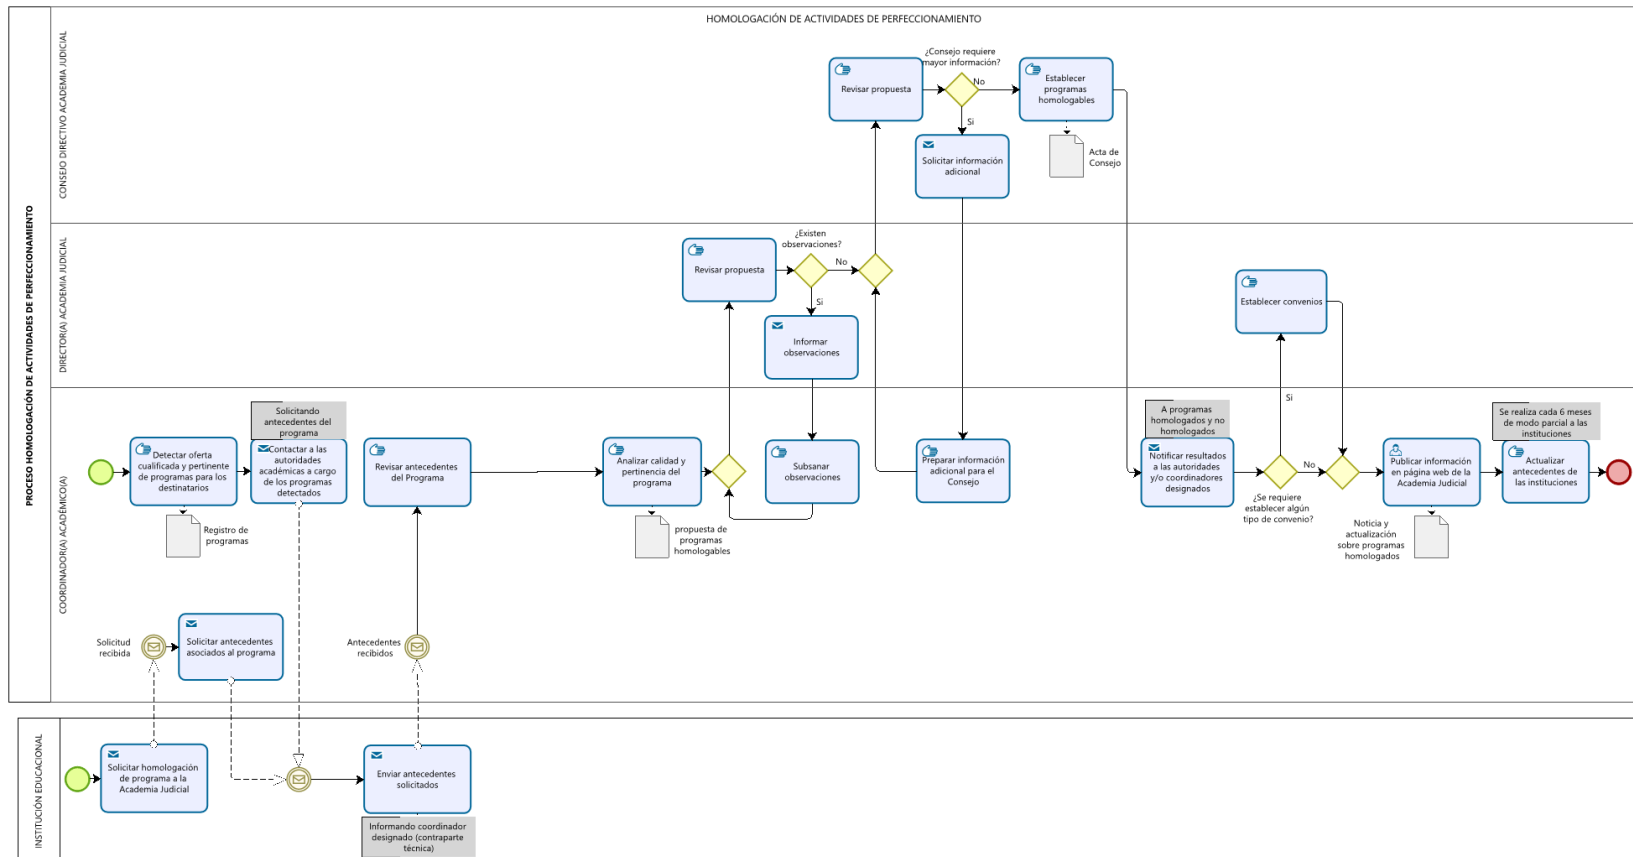 HOMOLOGACIÓN DE ACTIVIDADES DE PERFECCIONAMIENTO
PROCESO HOMOLOGACIÓN DE ACTIVIDADES DE PERFECCIONAMIENTO
CONSEJO DIRECTIVO ACADEMIA JUDICIAL
Revisar propuesta
¿Consejo requiere
mayor información?
No
Si
Establecer
programas
homologables
Acta de
Consejo
Solicitar información
adicional
DIRECTOR(A) ACADEMIA JUDICIAL
Revisar propuesta
¿Existen
observaciones?
No
Si
Informar
observaciones
Establecer convenios
COORDINADOR(A) ACADÉMICO(A)
Detectar oferta
cualificada y pertinente
de programas para los
destinatarios
Registro de
programas
Solicitando
antecedentes del
programa
Contactar a las
autoridades
académicas a cargo
de los programas
detectados
Revisar antecedentes
del Programa
Analizar calidad y
pertinencia del
programa
propuesta de
programas
homologables
Subsanar
observaciones
Preparar información
adicional para el
Consejo
A programas
homologados y no
homologados
Notificar resultados
a las autoridades
y/o coordinadores
designados
Si
No
¿Se requiere
establecer algún
tipo de convenio?
Publicar información
en página web de la
Academia Judicial
Noticia y
actualización
sobre programas
homologados
Se realiza cada 6 meses
de modo parcial a las
instituciones
Actualizar
antecedentes de
las instituciones
Solicitud
recibida
Solicitar antecedentes
asociados al programa
Antecedentes
recibidos
INSTITUCIÓN EDUCACIONAL
Solicitar homologación
de programa a la
Academia Judicial
Enviar antecedentes
solicitados
Informando coordinador
designado (contraparte
técnica)